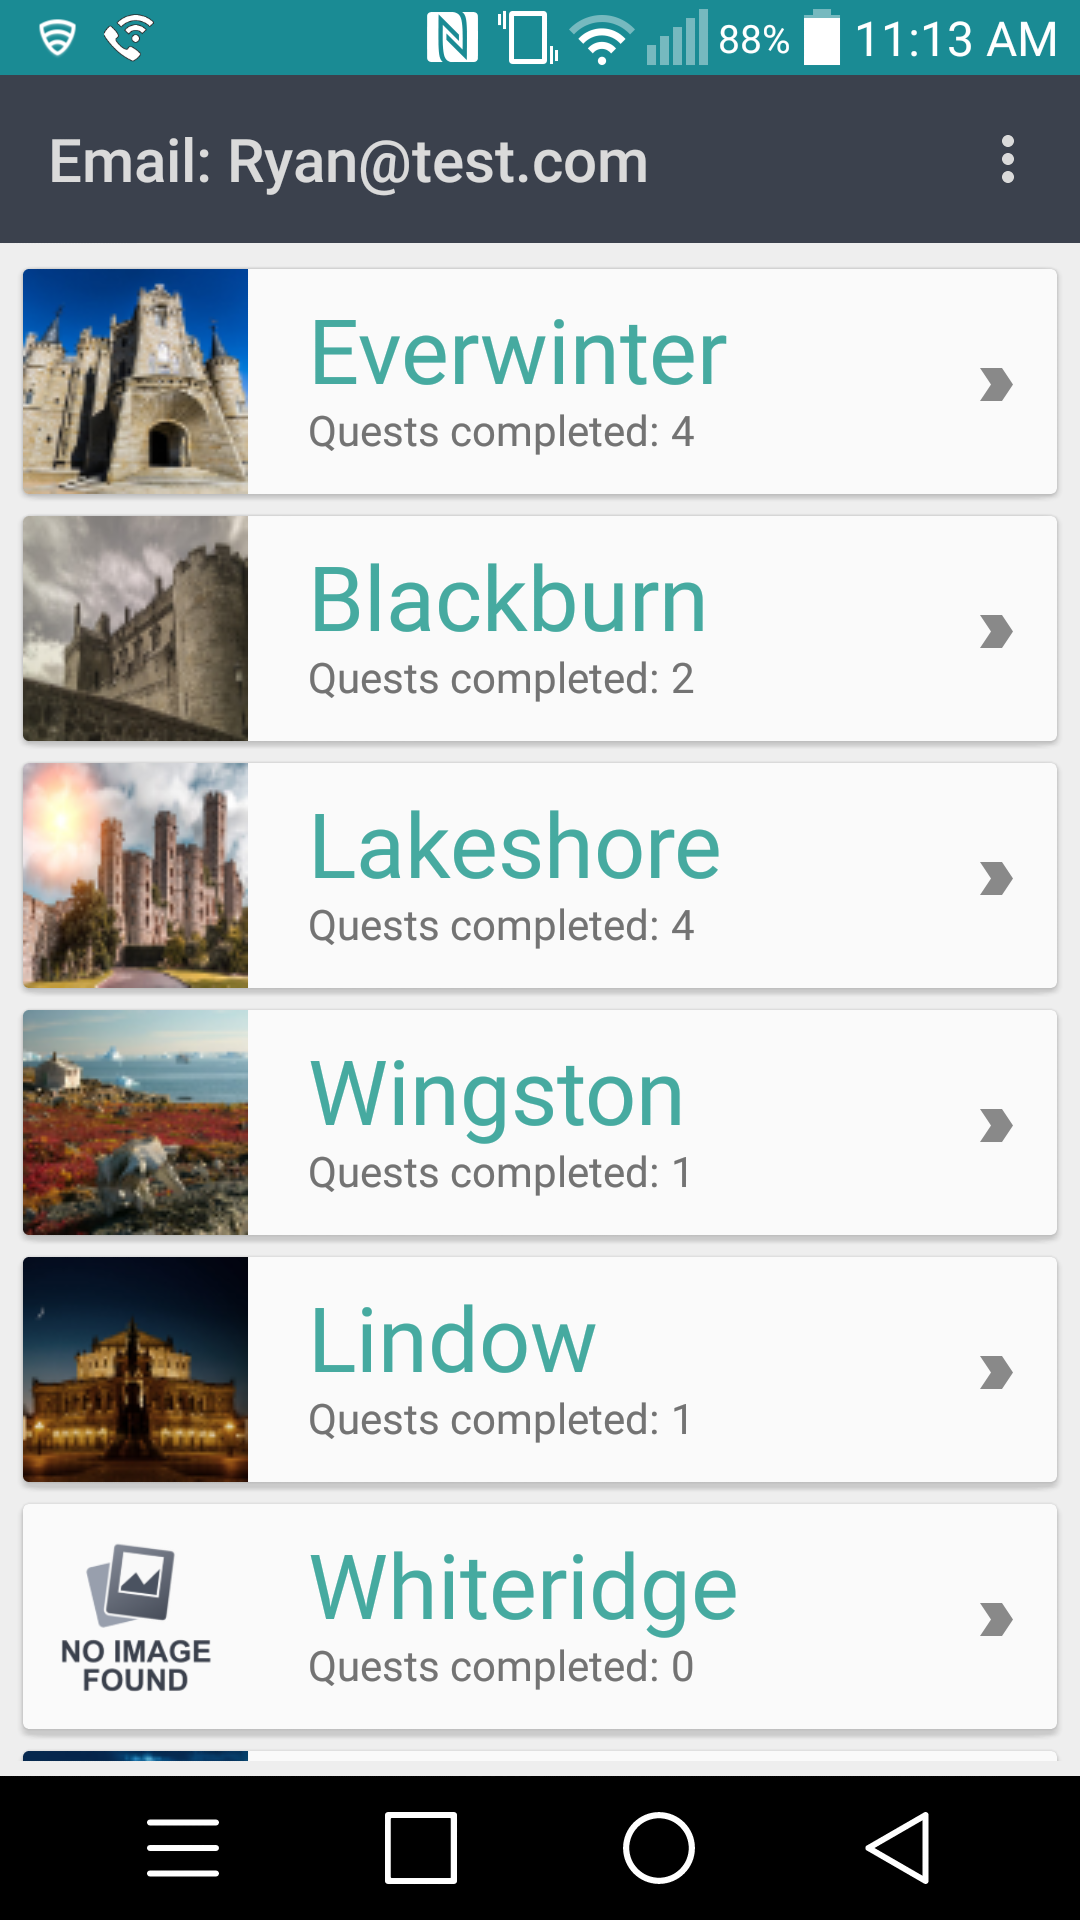 88% 11:13 AM
Email: Ryan@test.com
Everwinter
Quests completed: 4
Blackburn
Quests completed: 2
Lakeshore
Quests completed: 4
Wingston
Quests completed: 1
Lindow
Quests completed: 1
Whiteridge
NO IMAGE
FOUND
Quests completed: 0